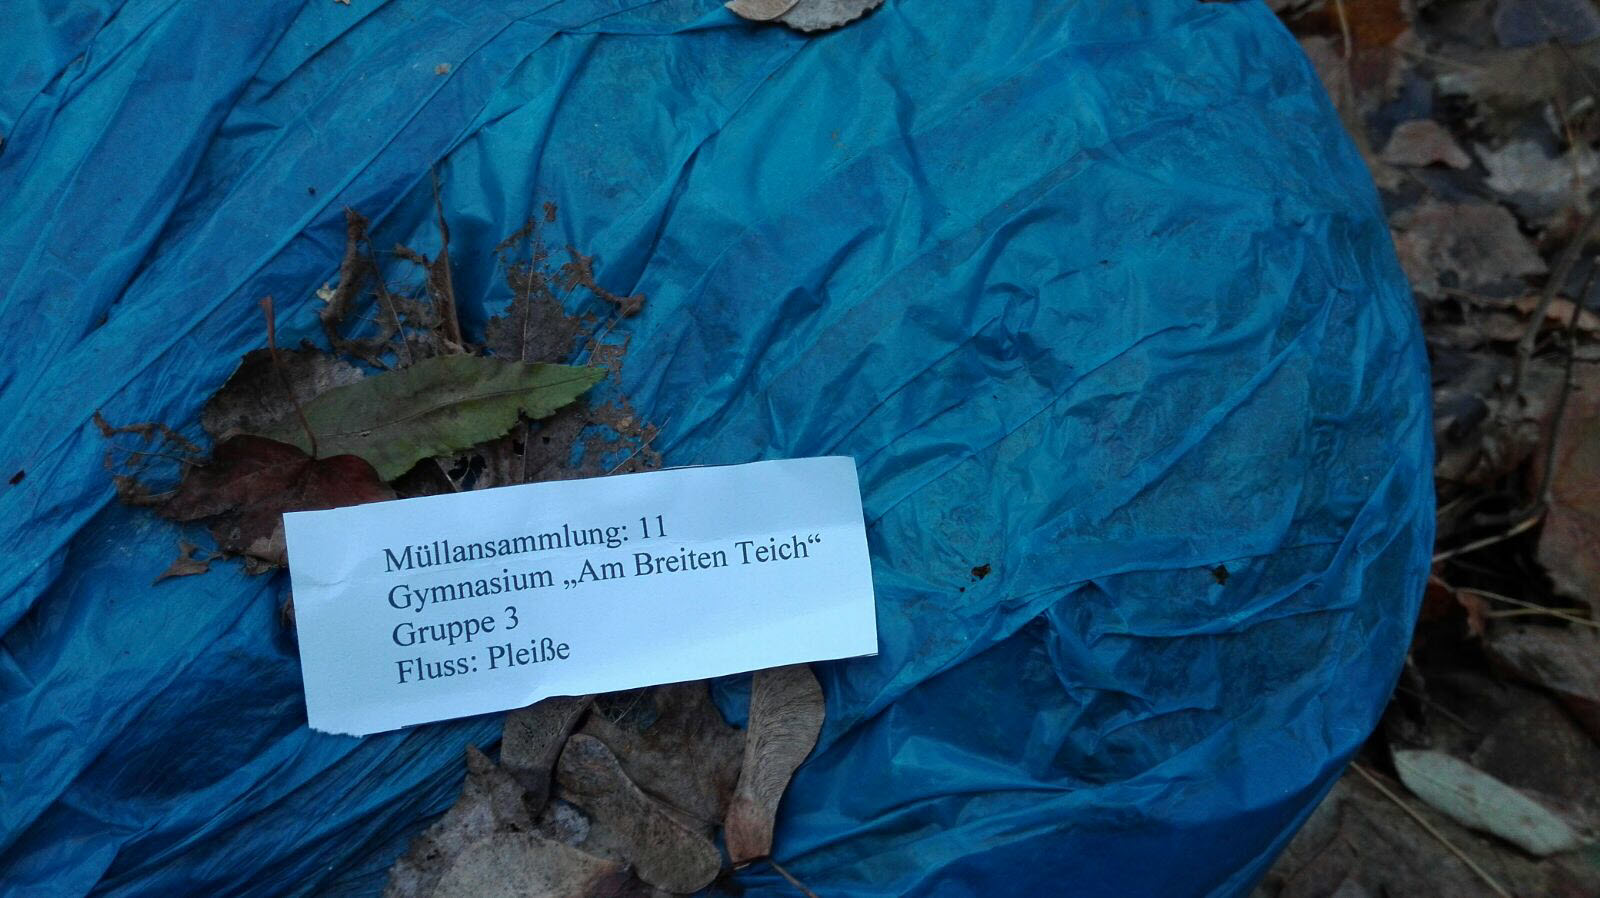 Müllansammlung: 11
Gymnasium „Am Breiten Teich“
Gruppe 3
Fluss: Pleiße